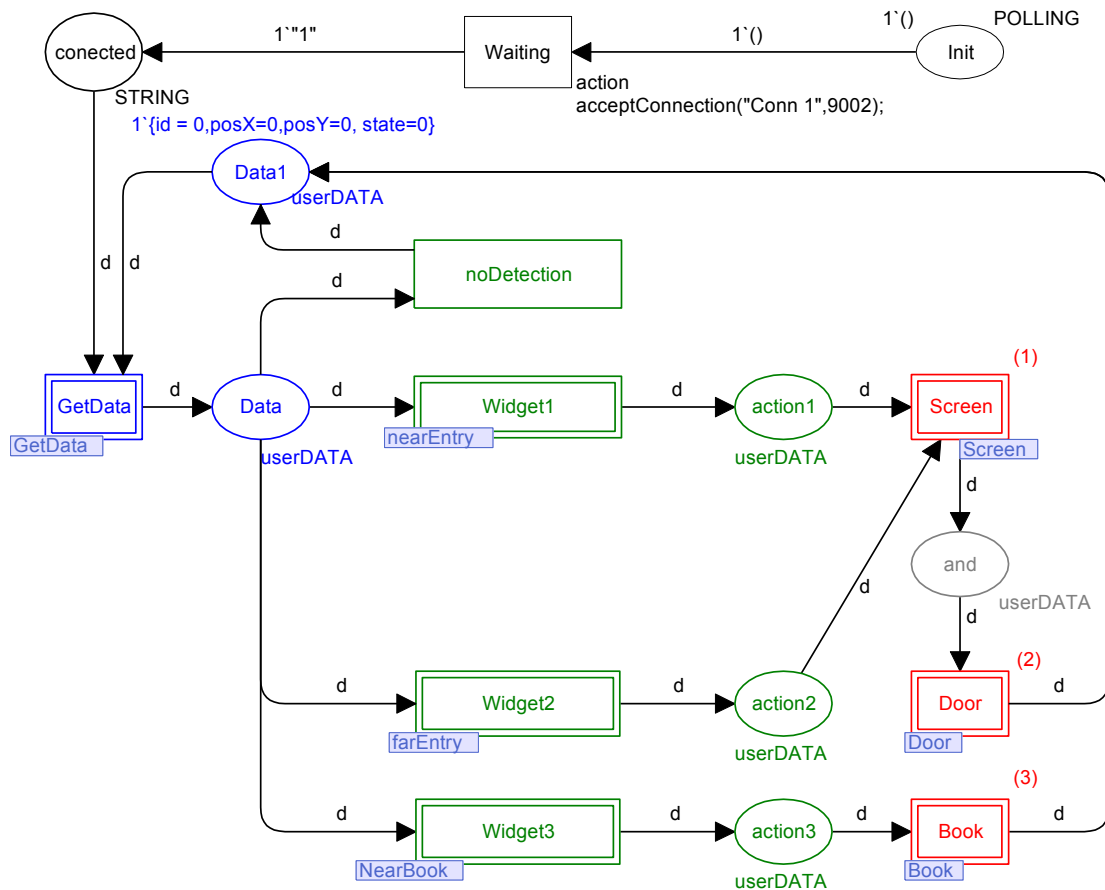 1`()
POLLING
conected
1`"1"
Waiting
1`()
Init
STRING
action
acceptConnection("Conn 1",9002);
1`{id = 0,posX=0,posY=0, state=0}
Data1
userDATA
d
noDetection
d
d
d
(1)
GetData
d
Data
d
Widget1
d
action1
d
Screen
GetData
userDATA
nearEntry
userDATA
Screen
d
and
userDATA
d
d
(2)
d
Widget2
d
action2
Door
d
farEntry
userDATA
Door
(3)
d
Widget3
d
action3
d
Book
d
NearBook
userDATA
Book